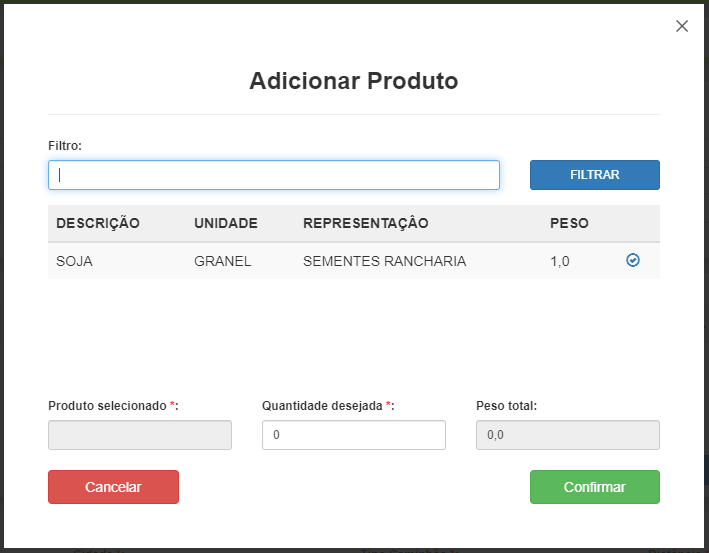 Adicionar Produto
Filtro:
FILTRAR
DESCRIÇÃO UNIDADE REPRESENTAÇÂO PESO
SOJA GRANEL SEMENTES RANCHARIA 1,0
Produto selecionado *: Quantidade desejada *: Peso total:
0 0,0
Cancelar Confirmar